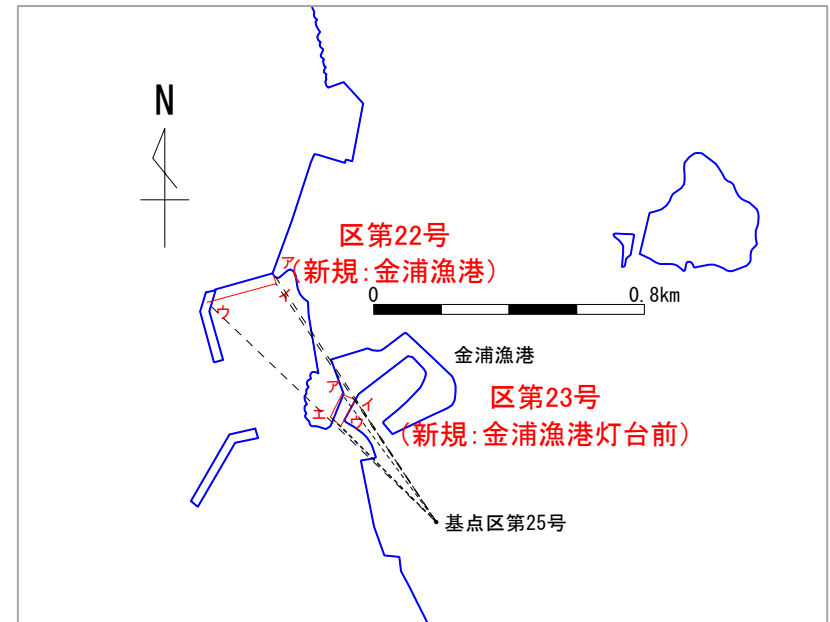 N
区第22号
ア
(新規:金浦漁港)
イ
0
0.8km
ウ
金浦漁港
ア
区第23号
イ
エ
ウ
(新規:金浦漁港灯台前)
基点区第25号